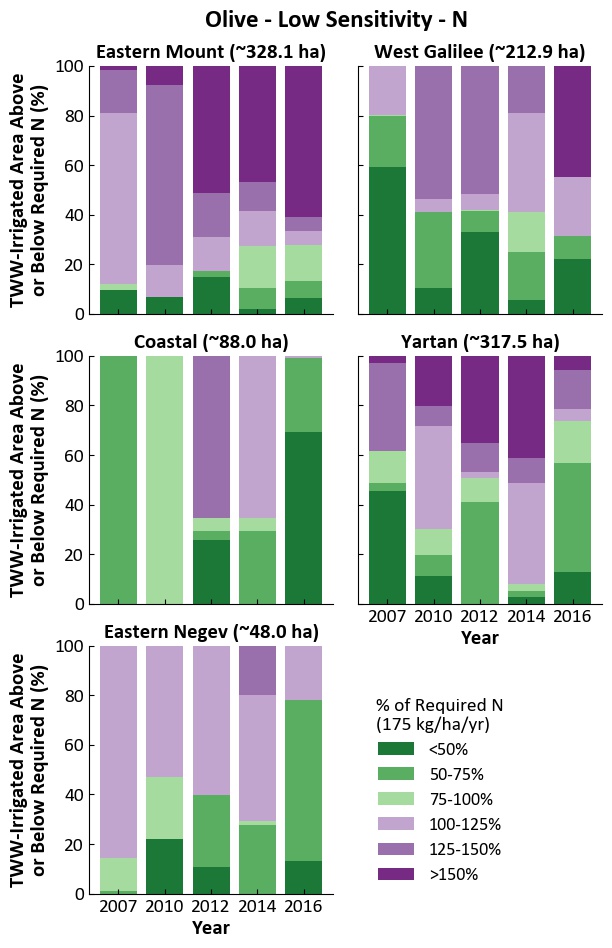 Olive - Low Sensitivity - N
Eastern Mount (~328.1 ha)
West Galilee (~212.9 ha)
TWW-Irrigated Area Above
or Below Required N (%)
100
80
60
40
20
0
Coastal (~88.0 ha)
Yartan (~317.5 ha)
TWW-Irrigated Area Above
or Below Required N (%)
100
80
60
40
20
0
2007 2010 2012 2014 2016
Year
Eastern Negev (~48.0 ha)
TWW-Irrigated Area Above
or Below Required N (%)
100
80
60
40
20
0
2007 2010 2012 2014 2016
Year
% of Required N
(175 kg/ha/yr)
<50%
50-75%
75-100%
100-125%
125-150%
>150%